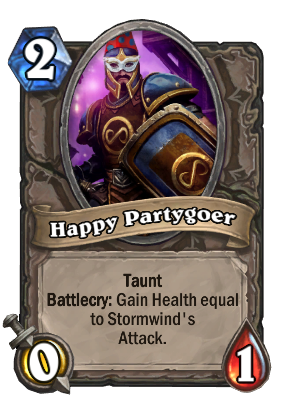 2
Happy Partygoer
Taunt
Battlecry: Gain Health equal
to Stormwind's
Attack.
0
1